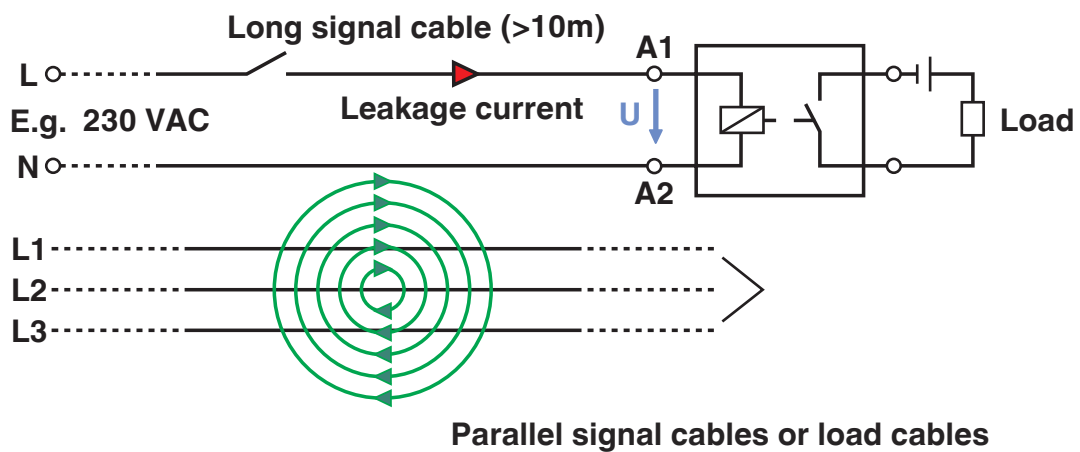 Long signal cable (>10m)
A1
L
Leakage current
U
E.g. 230 VAC
Load
N
A2
L1
L2
L3
Parallel signal cables or load cables